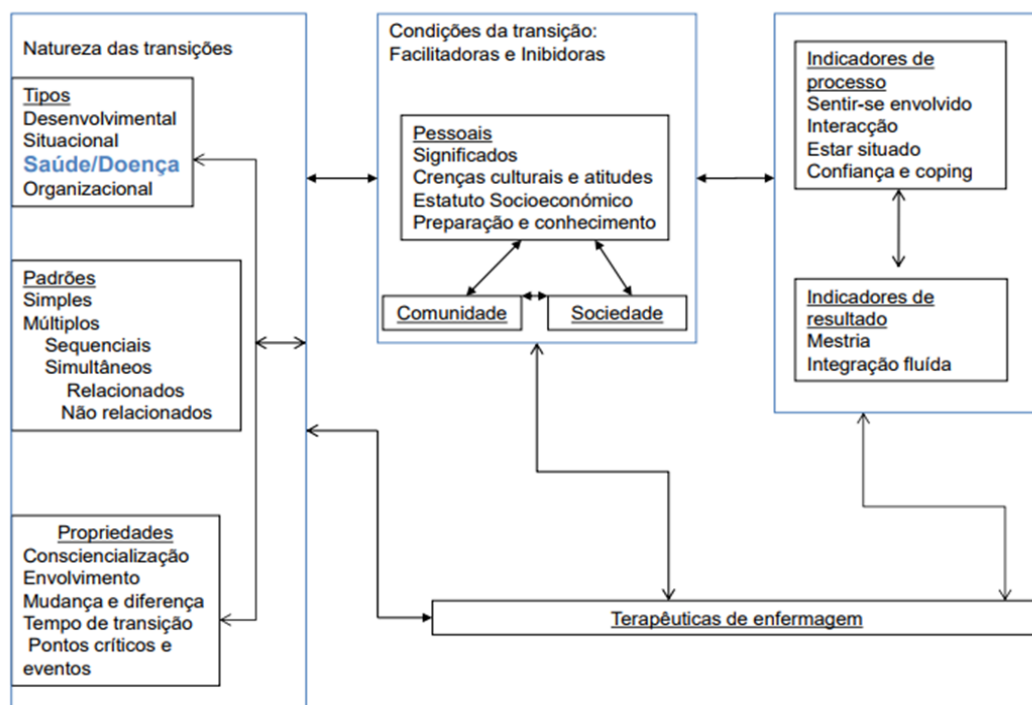 Natureza das transições
Tipos
Desenvolvimental
Situacional
Saúde/Doença
Organizacional
Padrões
Simples
Múltiplos
Sequenciais
Simultâneos
Relacionados
Não relacionados
Propriedades
Consciencialização
Envolvimento
Mudança e diferença
Tempo de transição
Pontos críticos e
eventos
Condições da transição:
Facilitadoras e Inibidoras
Pessoais
Significados
Crenças culturais e atitudes
Estatuto Socioeconómico
Preparação e conhecimento
Comunidade
Sociedade
Indicadores de
processo
Sentir-se envolvido
Interacção
Estar situado
Confiança e coping
Indicadores de
resultado
Mestria
Integração fluída
Terapêuticas de enfermagem